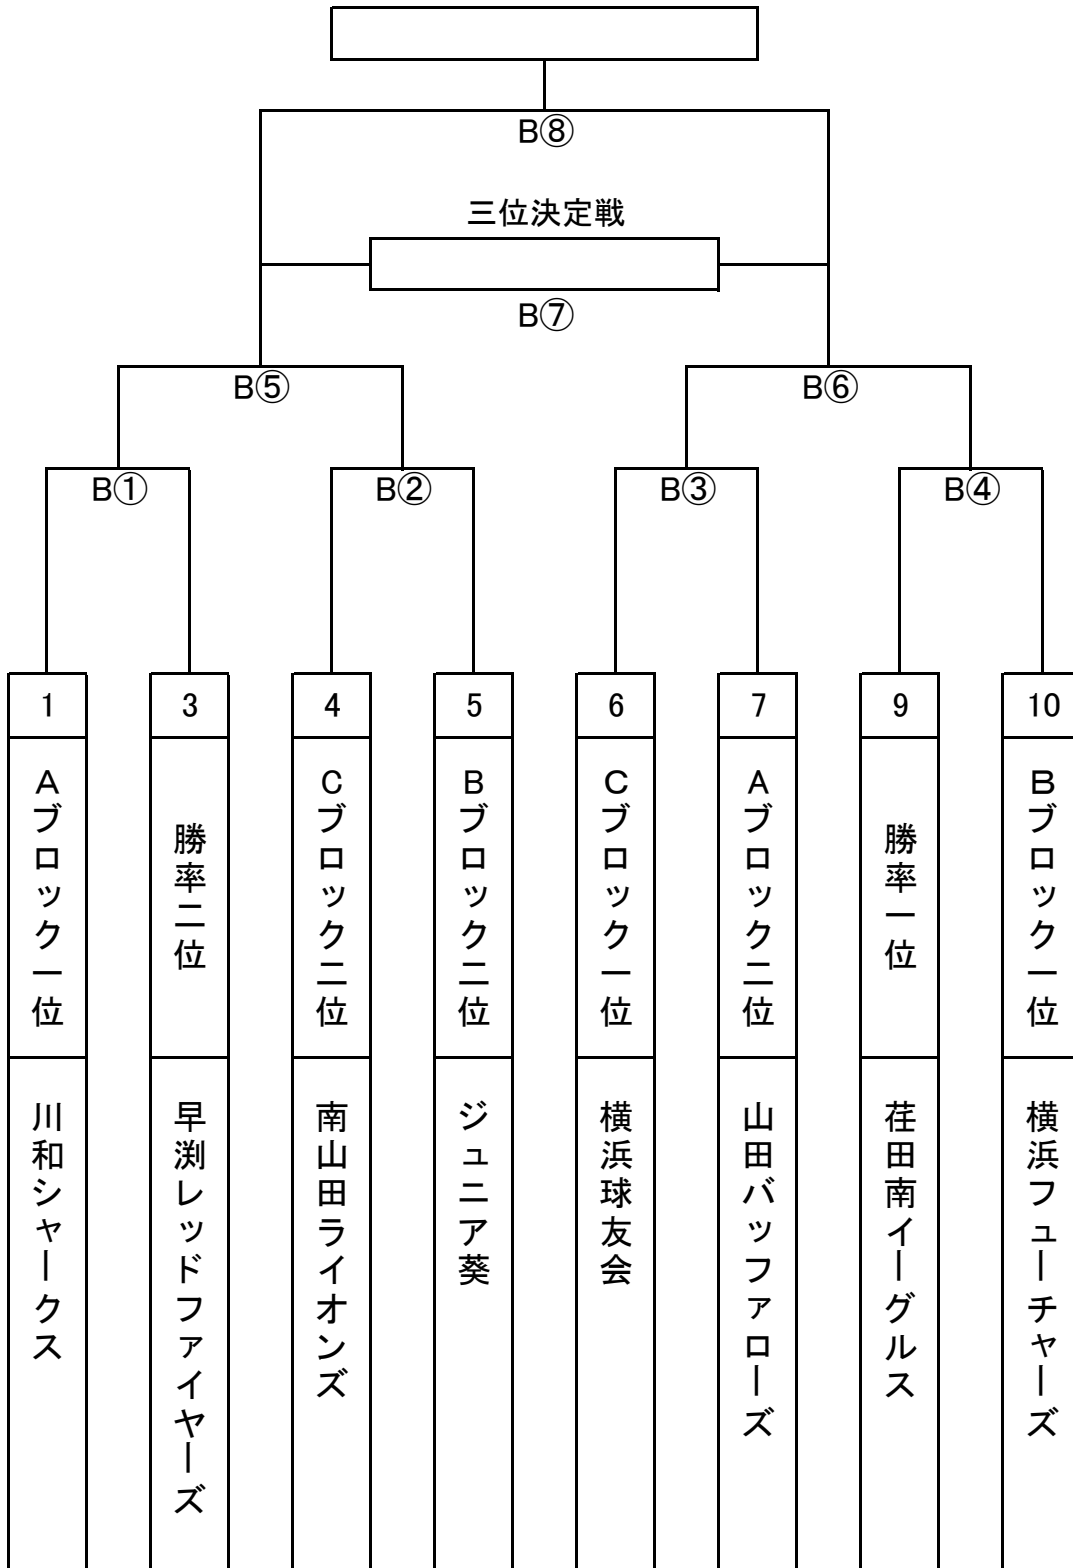 B⑧
三位決定戦
B⑦
B⑤
B⑥
B①
B②
B③
B④
1
3
4
5
6
7
9
10
Aブロック一位
勝率二位
Cブロック二位
Bブロック二位
Cブロック一位
Aブロック二位
勝率一位
Bブロック一位
川和シャークス
早渕レッドファイヤーズ
南山田ライオンズ
ジュニア葵
横浜球友会
山田バッファローズ
荏田南イーグルス
横浜フューチャーズ